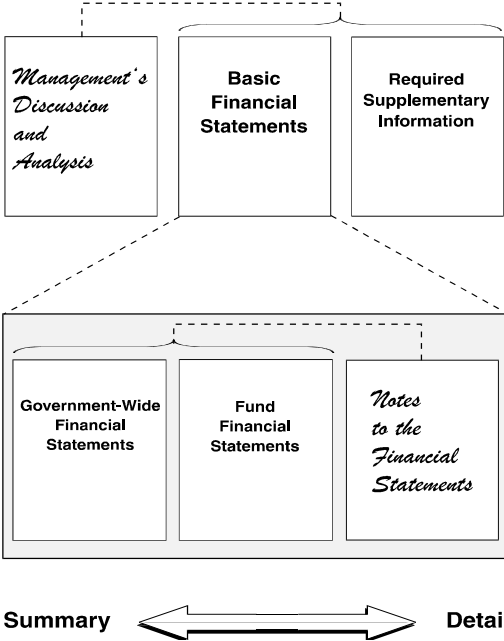 Management's
Discussion
and
Analysis
Basic
Financial
Statements
Required
Supplementary
Information
Government-Wide
Financial
Statements
Fund
Financial
Statements
Notes
to the
Financial
Statements
Summary
Detai